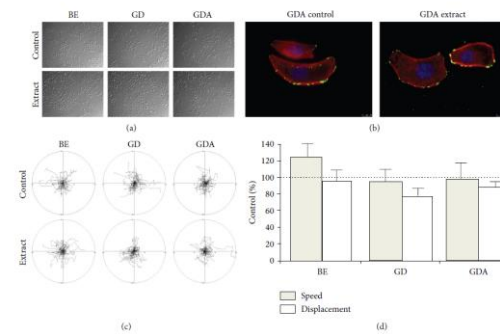 BE GD GDA
Control
Extract
(a)
GDA control GDA extract
(b)
BE GD GDA
Control
Extract
(c)
140
120
100
80
60
40
20
0
Control (%)
BE GD GDA
Speed
Displacement
(d)